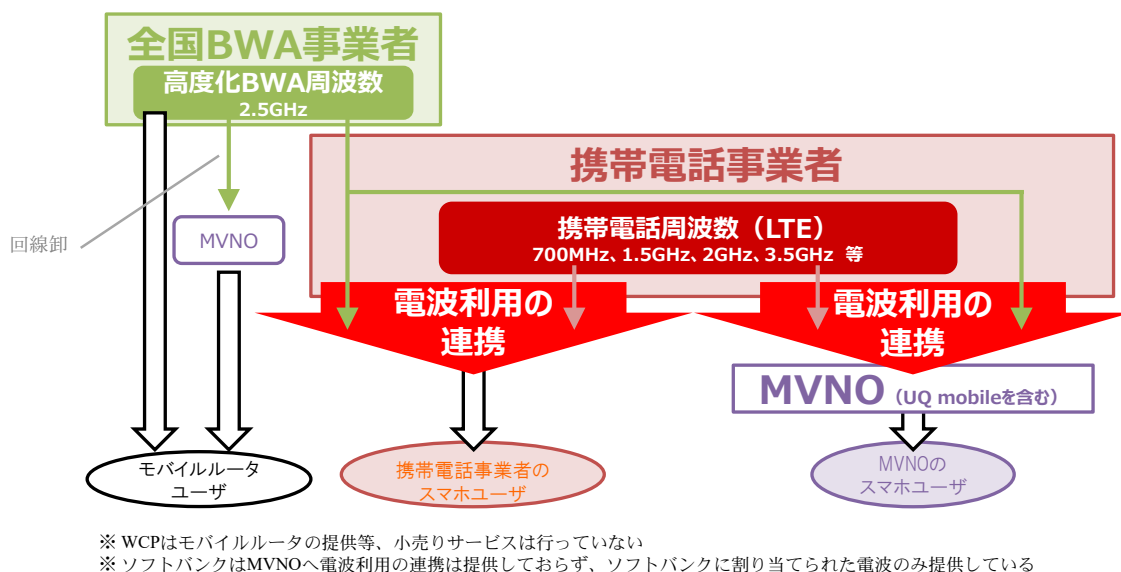 全国BWA事業者
高度化BWA周波数
2.5GHz
携帯電話事業者
回線卸
MVNO
携帯電話周波数（LTE）
700MHz、1.5GHz、2GHz、3.5GHz 等
電波利用の
連携
電波利用の
連携
MVNO（UQ mobileを含む）
モバイルルータ
ユーザ
携帯電話事業者の
スマホユーザ
MVNOの
スマホユーザ
※ WCPはモバイルルータの提供等、小売りサービスは行っていない
※ ソフトバンクはMVNOへ電波利用の連携は提供しておらず、ソフトバンクに割り当てられた電波のみ提供している